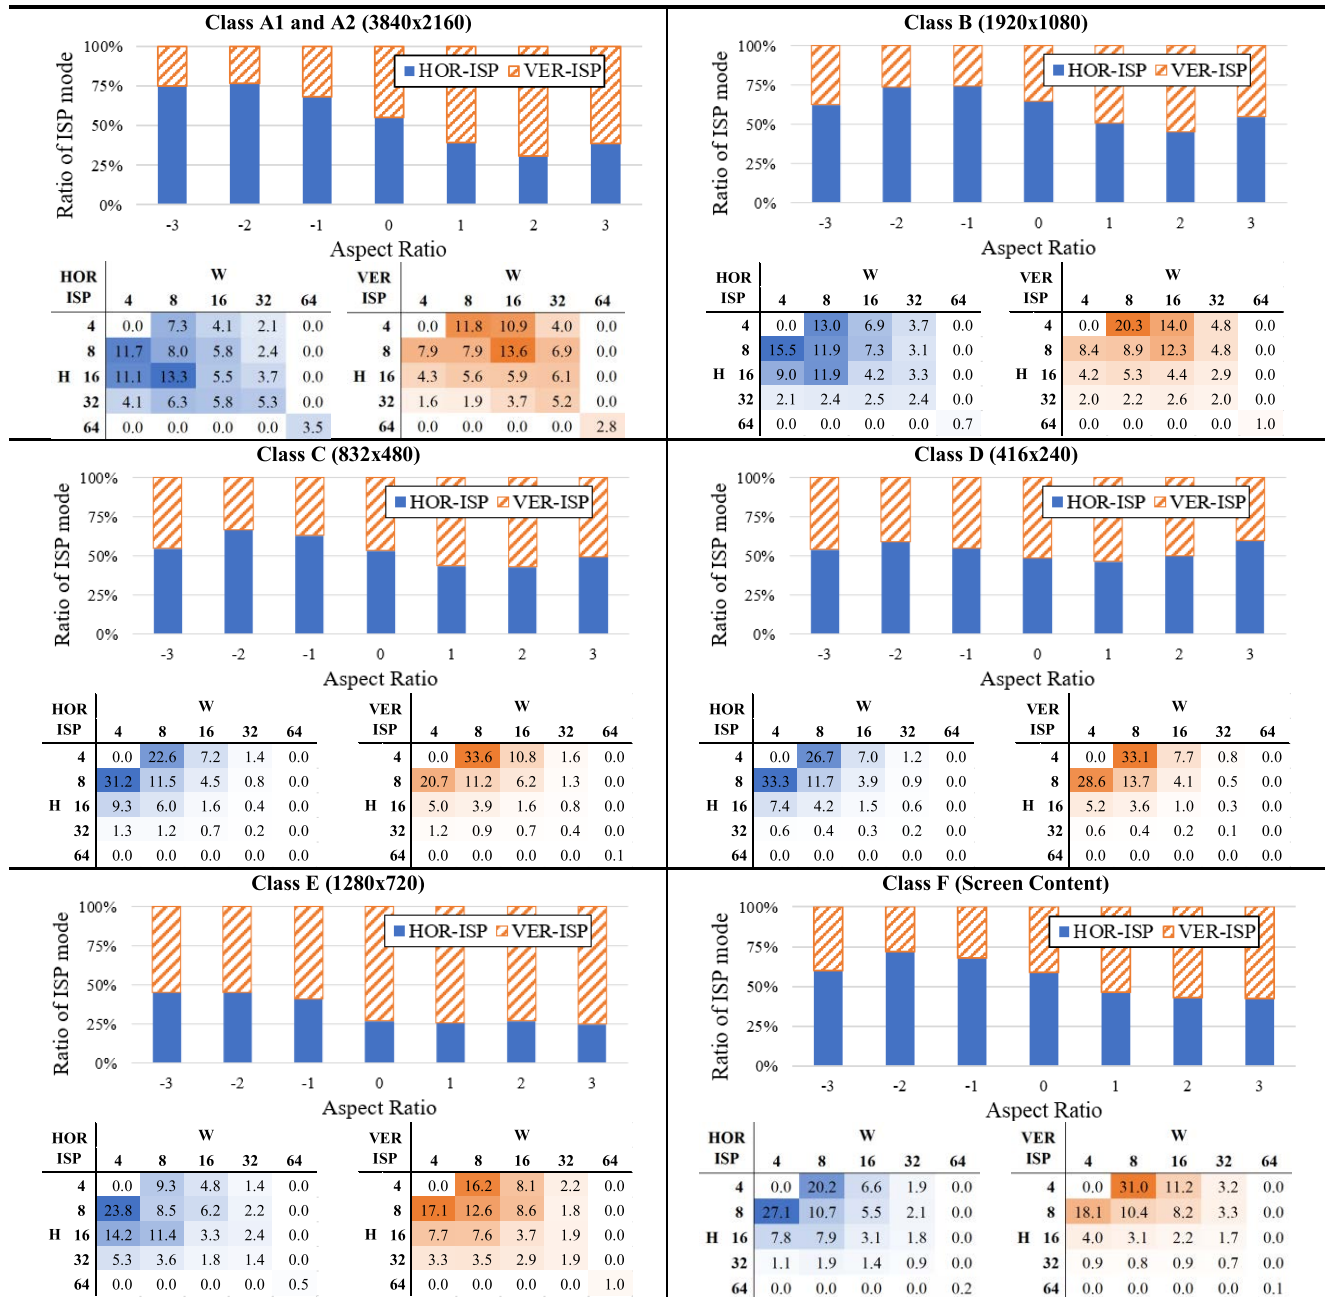 Class A1 and A2 (3840x2160)
Ratio of ISP mode
100%
75%
50%
25%
0%
HOR-ISP VER-ISP
-3 -2 -1 0 1 2 3
Aspect Ratio
HOR W
ISP 4 8 16 32 64
4 0.0 7.3 4.1 2.1 0.0
8 11.7 8.0 5.8 2.4 0.0
H 16 11.1 13.3 5.5 3.7 0.0
32 4.1 6.3 5.8 5.3 0.0
64 0.0 0.0 0.0 0.0 3.5
VER W
ISP 4 8 16 32 64
4 0.0 11.8 10.9 4.0 0.0
8 7.9 7.9 13.6 6.9 0.0
H 16 4.3 5.6 5.9 6.1 0.0
32 1.6 1.9 3.7 5.2 0.0
64 0.0 0.0 0.0 0.0 2.8
Class B (1920x1080)
Ratio of ISP mode
100%
75%
50%
25%
0%
HOR-ISP VER-ISP
-3 -2 -1 0 1 2 3
Aspect Ratio
HOR W
ISP 4 8 16 32 64
4 0.0 13.0 6.9 3.7 0.0
8 15.5 11.9 7.3 3.1 0.0
H 16 9.0 11.9 4.2 3.3 0.0
32 2.1 2.4 2.5 2.4 0.0
64 0.0 0.0 0.0 0.0 0.7
VER W
ISP 4 8 16 32 64
4 0.0 20.3 14.0 4.8 0.0
8 8.4 8.9 12.3 4.8 0.0
H 16 4.2 5.3 4.4 2.9 0.0
32 2.0 2.2 2.6 2.0 0.0
64 0.0 0.0 0.0 0.0 1.0
Class C (832x480)
Ratio of ISP mode
100%
75%
50%
25%
0%
HOR-ISP VER-ISP
-3 -2 -1 0 1 2 3
Aspect Ratio
HOR W
ISP 4 8 16 32 64
4 0.0 22.6 7.2 1.4 0.0
8 31.2 11.5 4.5 0.8 0.0
H 16 9.3 6.0 1.6 0.4 0.0
32 1.3 1.2 0.7 0.2 0.0
64 0.0 0.0 0.0 0.0 0.0
VER W
ISP 4 8 16 32 64
4 0.0 33.6 10.8 1.6 0.0
8 20.7 11.2 6.2 1.3 0.0
H 16 5.0 3.9 1.6 0.8 0.0
32 1.2 0.9 0.7 0.4 0.0
64 0.0 0.0 0.0 0.0 0.1
Class D (416x240)
Ratio of ISP mode
100%
75%
50%
25%
0%
HOR-ISP VER-ISP
-3 -2 -1 0 1 2 3
Aspect Ratio
HOR W
ISP 4 8 16 32 64
4 0.0 26.7 7.0 1.2 0.0
8 33.3 11.7 3.9 0.9 0.0
H 16 7.4 4.2 1.5 0.6 0.0
32 0.6 0.4 0.3 0.2 0.0
64 0.0 0.0 0.0 0.0 0.0
VER W
ISP 4 8 16 32 64
4 0.0 33.1 7.7 0.8 0.0
8 28.6 13.7 4.1 0.5 0.0
H 16 5.2 3.6 1.0 0.3 0.0
32 0.6 0.4 0.2 0.1 0.0
64 0.0 0.0 0.0 0.0 0.0
Class E (1280x720)
Ratio of ISP mode
100%
75%
50%
25%
0%
HOR-ISP VER-ISP
-3 -2 -1 0 1 2 3
Aspect Ratio
HOR W
ISP 4 8 16 32 64
4 0.0 9.3 4.8 1.4 0.0
8 23.8 8.5 6.2 2.2 0.0
H 16 14.2 11.4 3.3 2.4 0.0
32 5.3 3.6 1.8 1.4 0.0
64 0.0 0.0 0.0 0.0 0.5
VER W
ISP 4 8 16 32 64
4 0.0 16.2 8.1 2.2 0.0
8 17.1 12.6 8.6 1.8 0.0
H 16 7.7 7.6 3.7 1.9 0.0
32 3.3 3.5 2.9 1.9 0.0
64 0.0 0.0 0.0 0.0 1.0
Class F (Screen Content)
Ratio of ISP mode
100%
75%
50%
25%
0%
HOR-ISP VER-ISP
-3 -2 -1 0 1 2 3
Aspect Ratio
HOR W
ISP 4 8 16 32 64
4 0.0 20.2 6.6 1.9 0.0
8 27.1 10.7 5.5 2.1 0.0
H 16 7.8 7.9 3.1 1.8 0.0
32 1.1 1.9 1.4 0.9 0.0
64 0.0 0.0 0.0 0.0 0.2
VER W
ISP 4 8 16 32 64
4 0.0 31.0 11.2 3.2 0.0
8 18.1 10.4 8.2 3.3 0.0
H 16 4.0 3.1 2.2 1.7 0.0
32 0.9 0.8 0.9 0.7 0.0
64 0.0 0.0 0.0 0.0 0.1